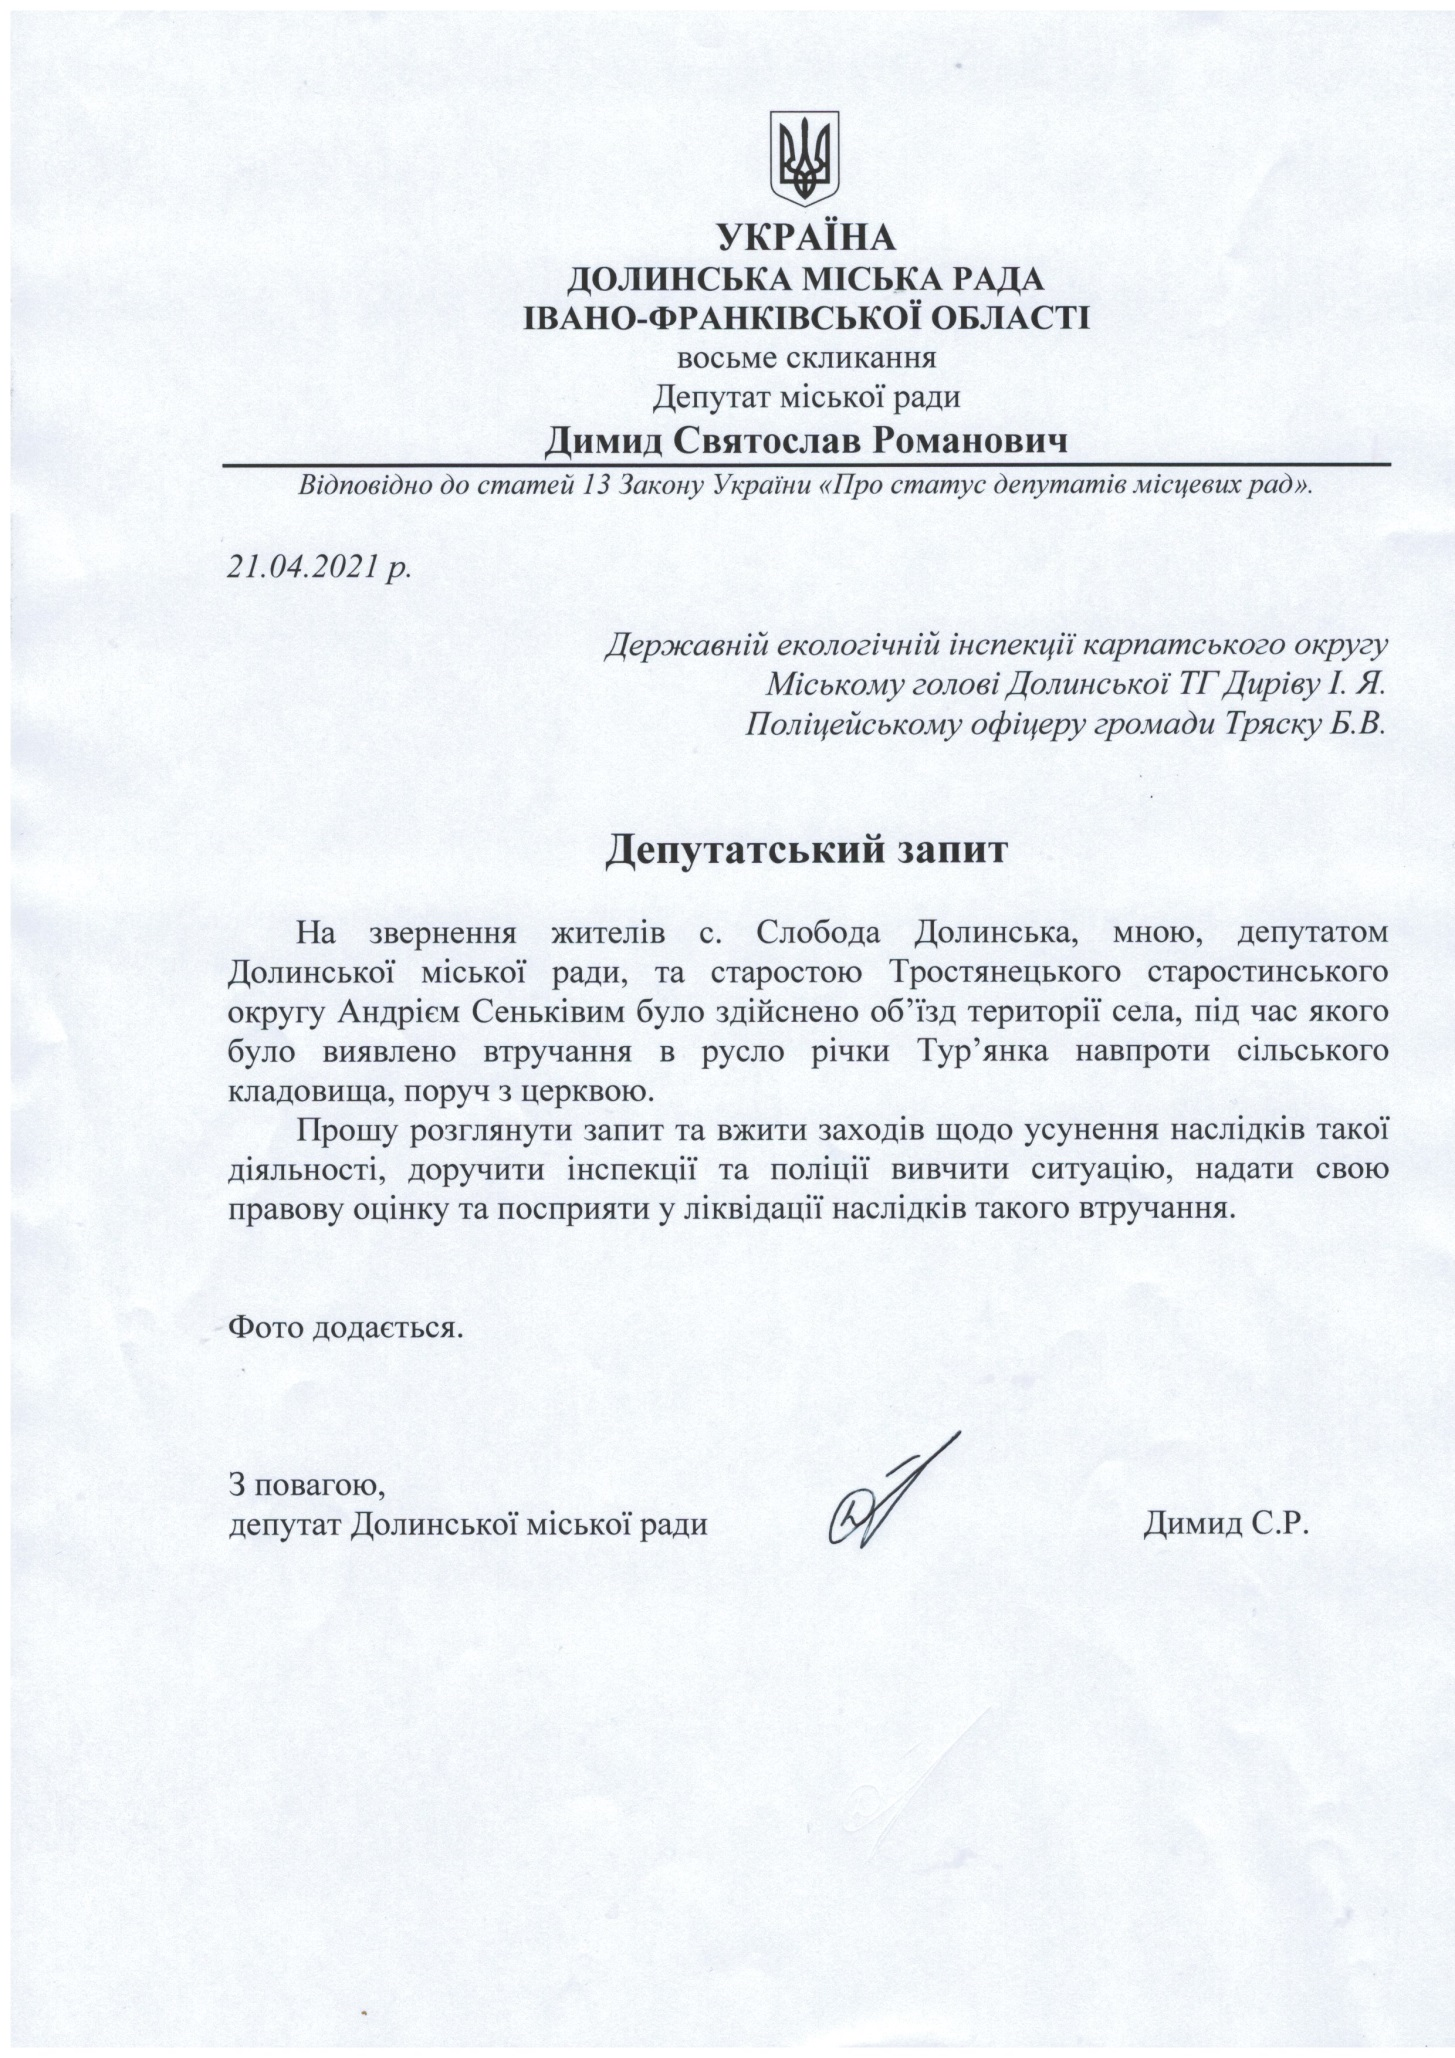 УКРАЇНА
ДОЛИНСЬКА МІСЬКА РАДА
ІВАНО-ФРАНКІВСЬКОЇ ОБЛАСТІ
восьме скликання
Депутат міської ради
Димид Святослав Романович
Відповідно до статей 13 Закону України «Про статус депутатів місцевих рад».
21.04.2021 р.
Державній екологічній інспекції карпатського округу
Міському голові Долинської ТГ Диріву І. Я.
Поліцейському офіцеру громади Тряску Б.В.
Депутатський запит
На звернення жителів с. Слобода Долинська, мною, депутатом
Долинської міської ради, та старостою Тростянецького старостинського
округу Андрієм Сеньківим було здійснено об’їзд території села, під час якого
було виявлено втручання в русло річки Тур’янка навпроти сільського
кладовища, поруч з церквою.
Прошу розглянути запит та вжити заходів щодо усунення наслідків такої
діяльності, доручити інспекції та поліції вивчити ситуацію, надати свою
правову оцінку та посприяти у ліквідації наслідків такого втручання.
Фото додається.
З повагою,
депутат Долинської міської ради Димид С.Р.